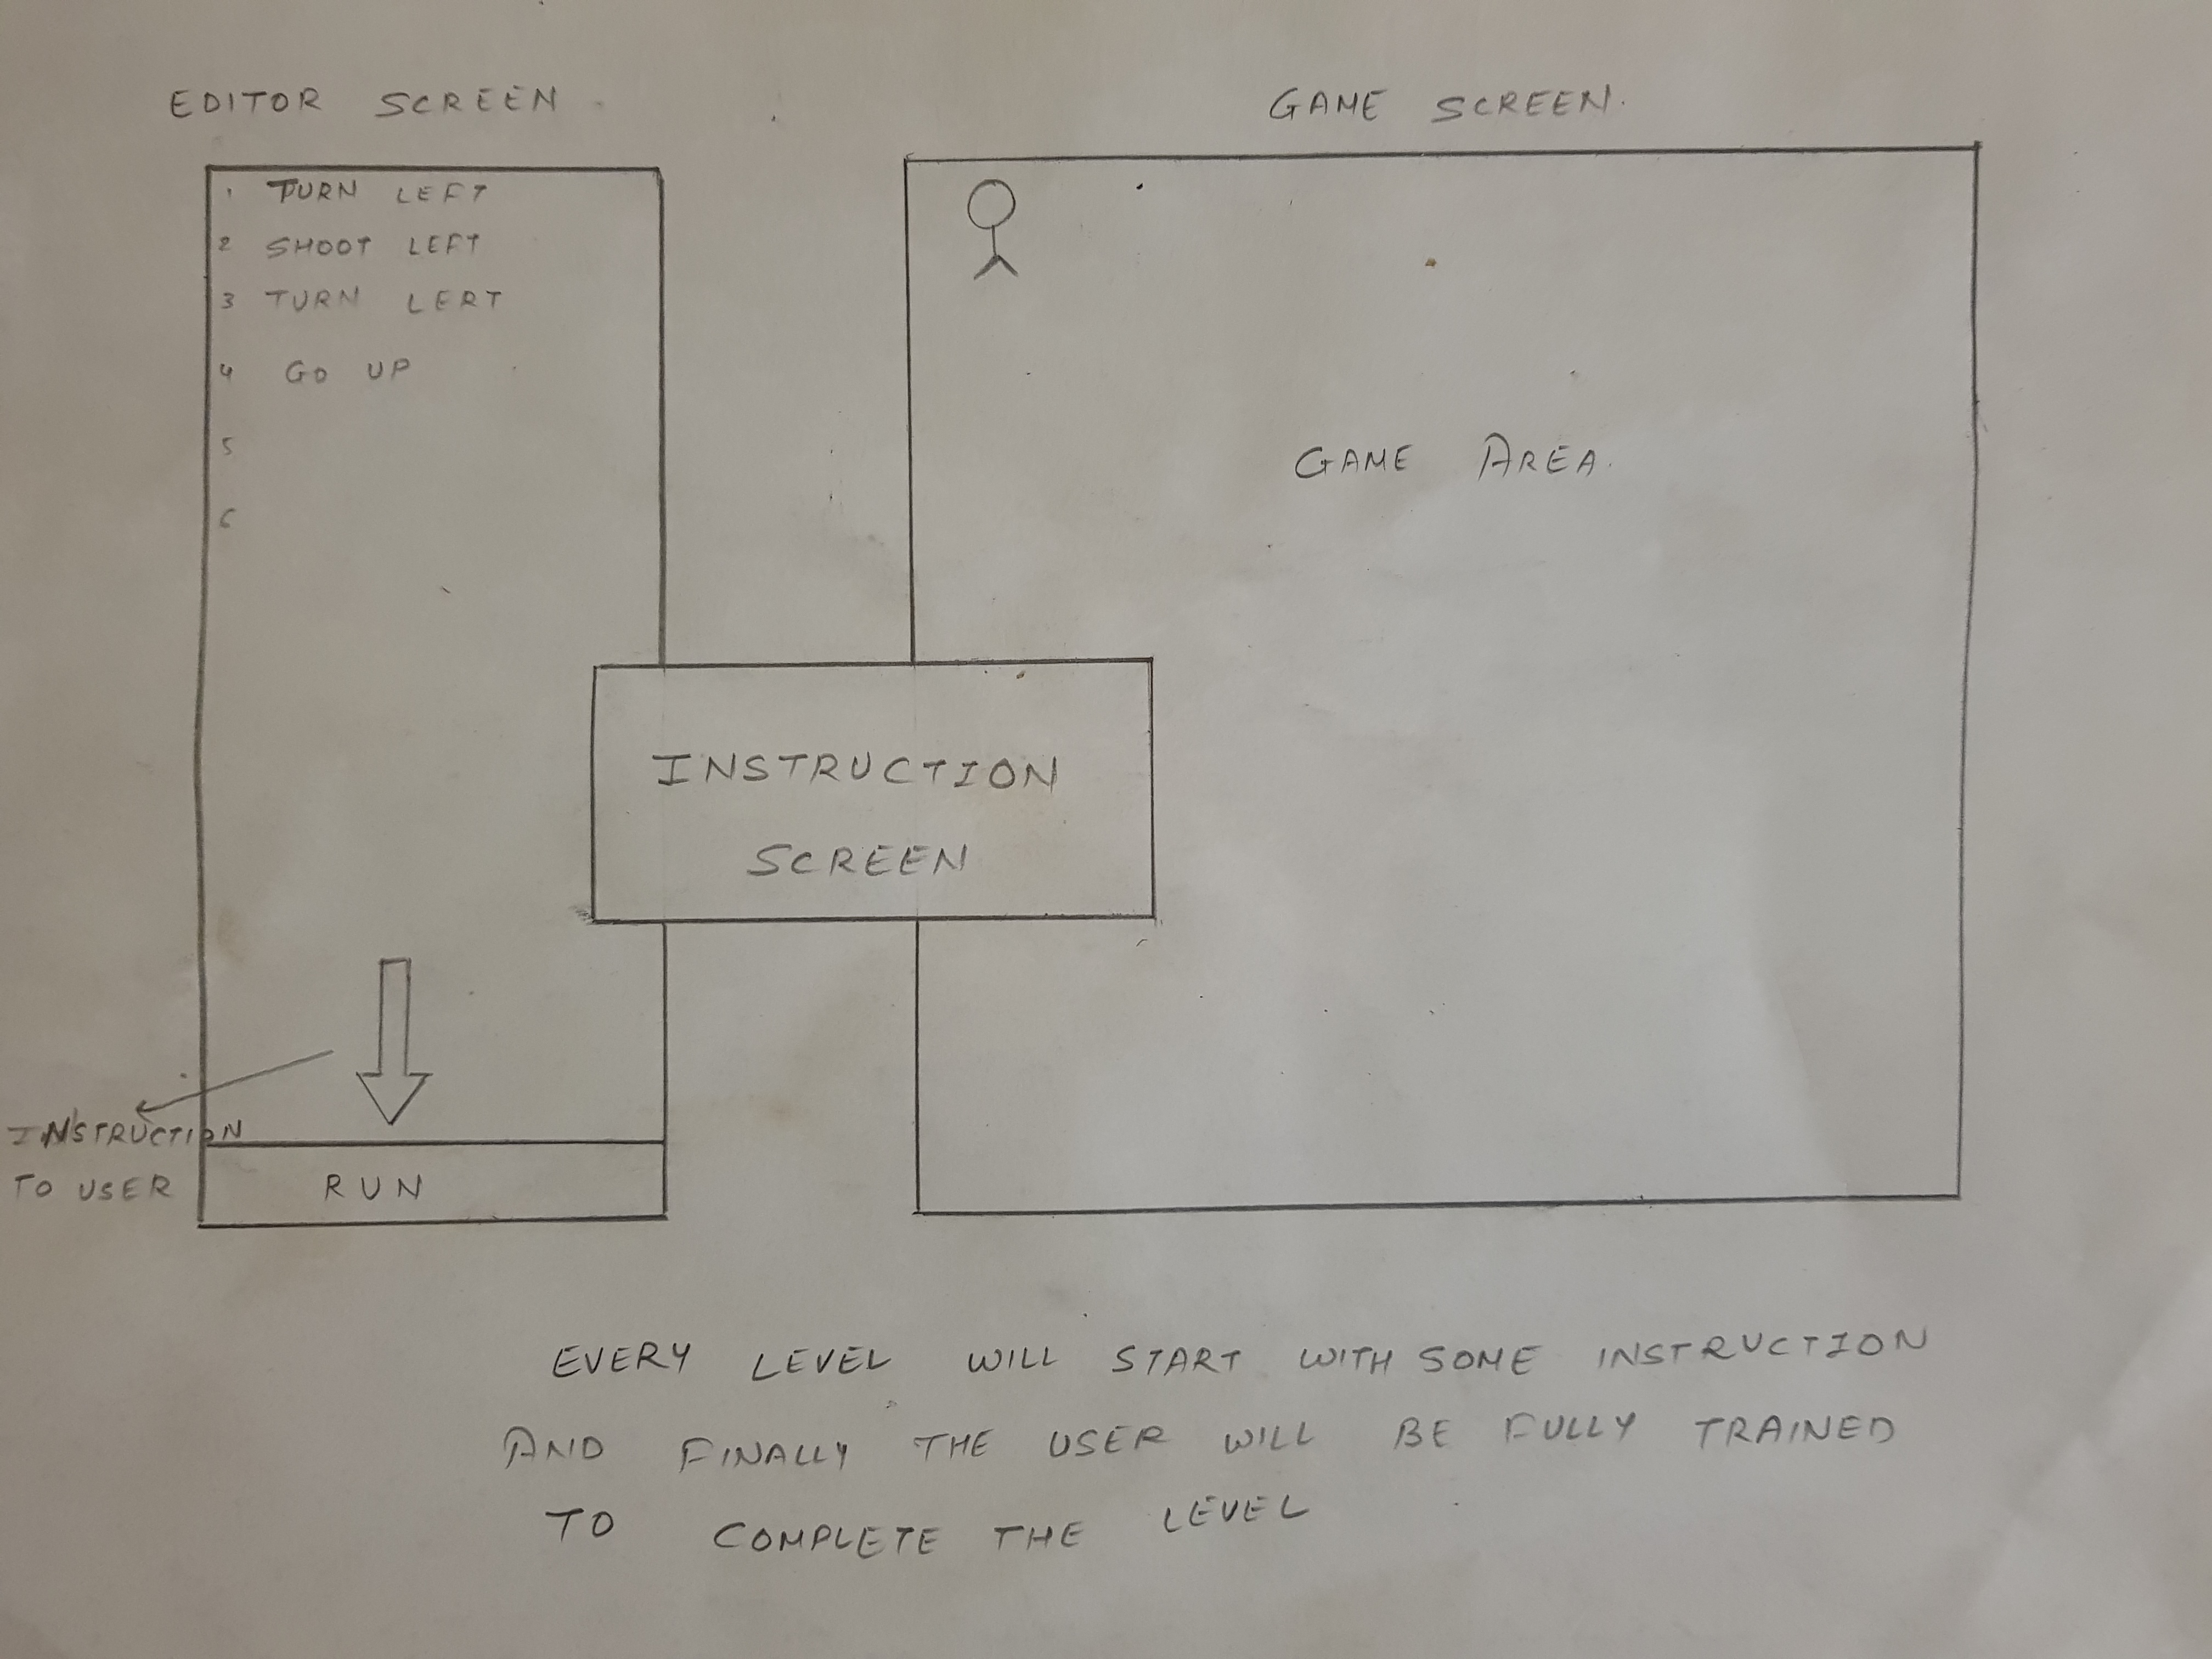 EDITOR SCREEN
GAME SCREEN.
1 TURN LEFT
2 SHOOT LEFT
3 TURN LERT
4 GO UP
5
6
GAME AREA.
INSTRUCTION
SCREEN
INSTRUCTION
TO USER
RUN
EVERY LEVEL WILL START WITH SOME INSTRUCTION
AND FINALLY THE USER WILL BE FULLY TRAINED
TO COMPLETE THE LEVEL